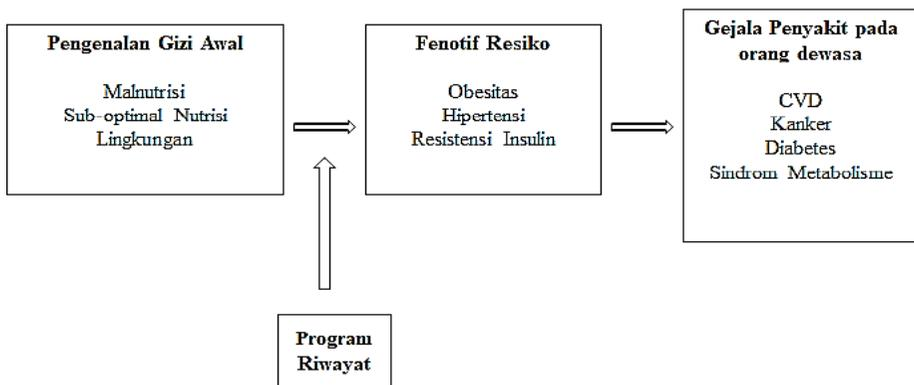 Pengenalan Gizi Awal
Malnutrisi
Sub-optimal Nutrisi
Lingkungan
Fenotif Resiko
Obesitas
Hipertensi
Resistensi Insulin
Gejala Penyakit pada
orang dewasa
CVD
Kanker
Diabetes
Sindrom Metabolisme
Program
Riwayat